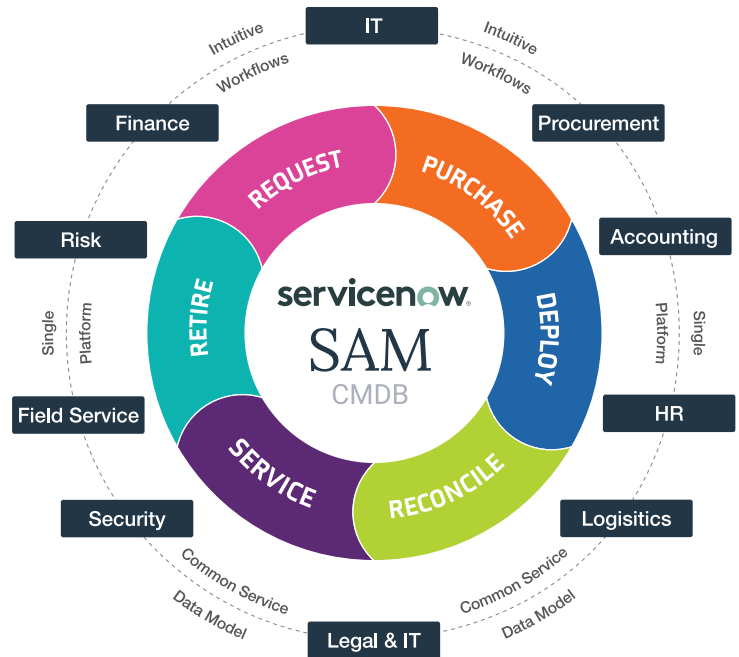 IT
Intuitive
Workflows
Intuitive
Workflows
Finance
Procurement
REQUEST
PURCHASE
Risk
Accounting
servicenow®
SAM
CMDB
RETIRE
DEPLOY
Single
Platform
Platform
Single
Field Service
HR
SERVICE
RECONCILE
Security
Logisitics
Common Service
Data Model
Common Service
Data Model
Legal & IT